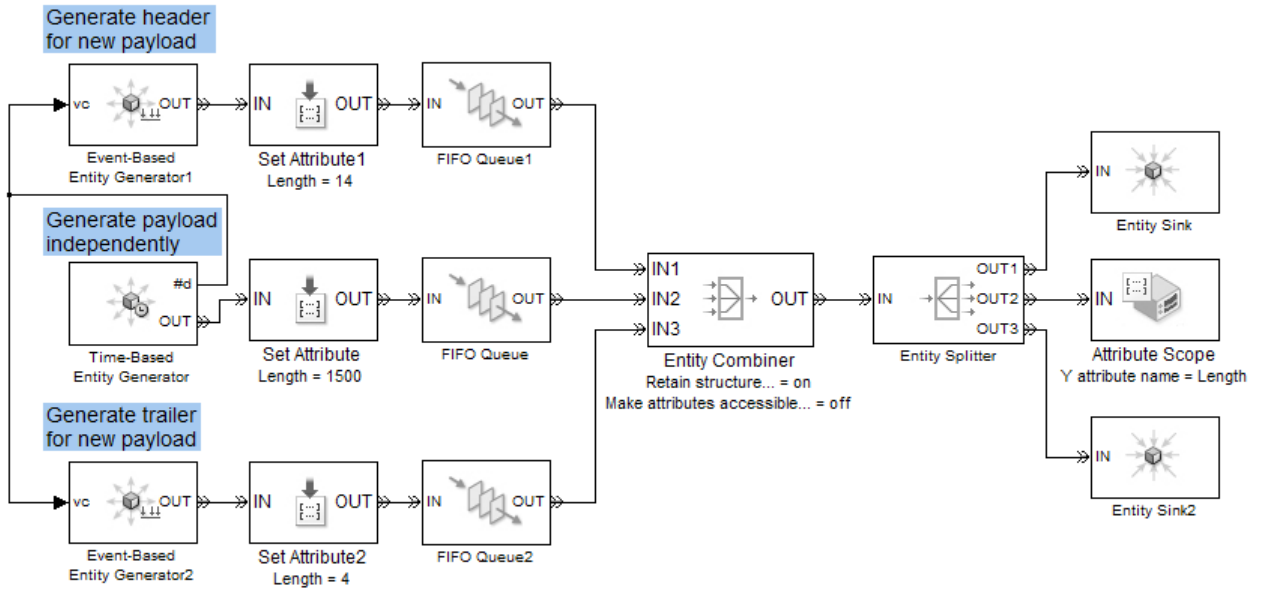 Generate header
for new payload
vc
OUT
Event-Based
Entity Generator1
IN
[...]
OUT
Set Attribute1
Length = 14
IN
OUT
FIFO Queue1
Generate payload
independently
#d
OUT
Time-Based
Entity Generator
IN
[...]
OUT
Set Attribute
Length = 1500
IN
OUT
FIFO Queue
Generate trailer
for new payload
vc
OUT
Event-Based
Entity Generator2
IN
[...]
OUT
Set Attribute2
Length = 4
IN
OUT
FIFO Queue2
IN1
IN2
IN3
OUT
Entity Combiner
Retain structure... = on
Make attributes accessible... = off
IN
OUT1
OUT2
OUT3
Entity Splitter
IN
Entity Sink
IN
[...]
Attribute Scope
Y attribute name = Length
IN
Entity Sink2